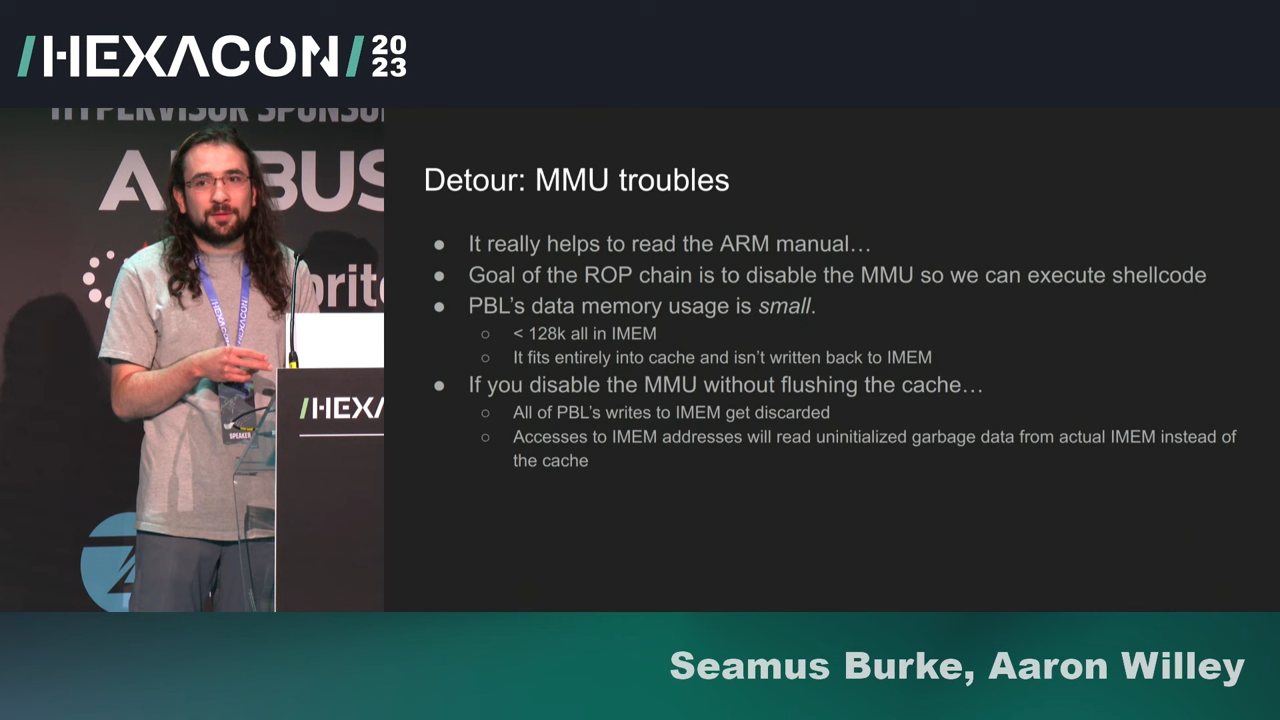 /HEXACON/ 2023
HYPERVISOR SPONSOR
AIRBUS
Detour: MMU troubles
● It really helps to read the ARM manual…
● Goal of the ROP chain is to disable the MMU so we can execute shellcode
● PBL's data memory usage is small.
○ < 128k all in IMEM
○ It fits entirely into cache and isn't written back to IMEM
● If you disable the MMU without flushing the cache…
○ All of PBL's writes to IMEM get discarded
○ Accesses to IMEM addresses will read uninitialized garbage data from actual IMEM instead of
the cache
HEXACON
SPEAKER
/HEXA
Seamus Burke, Aaron Willey